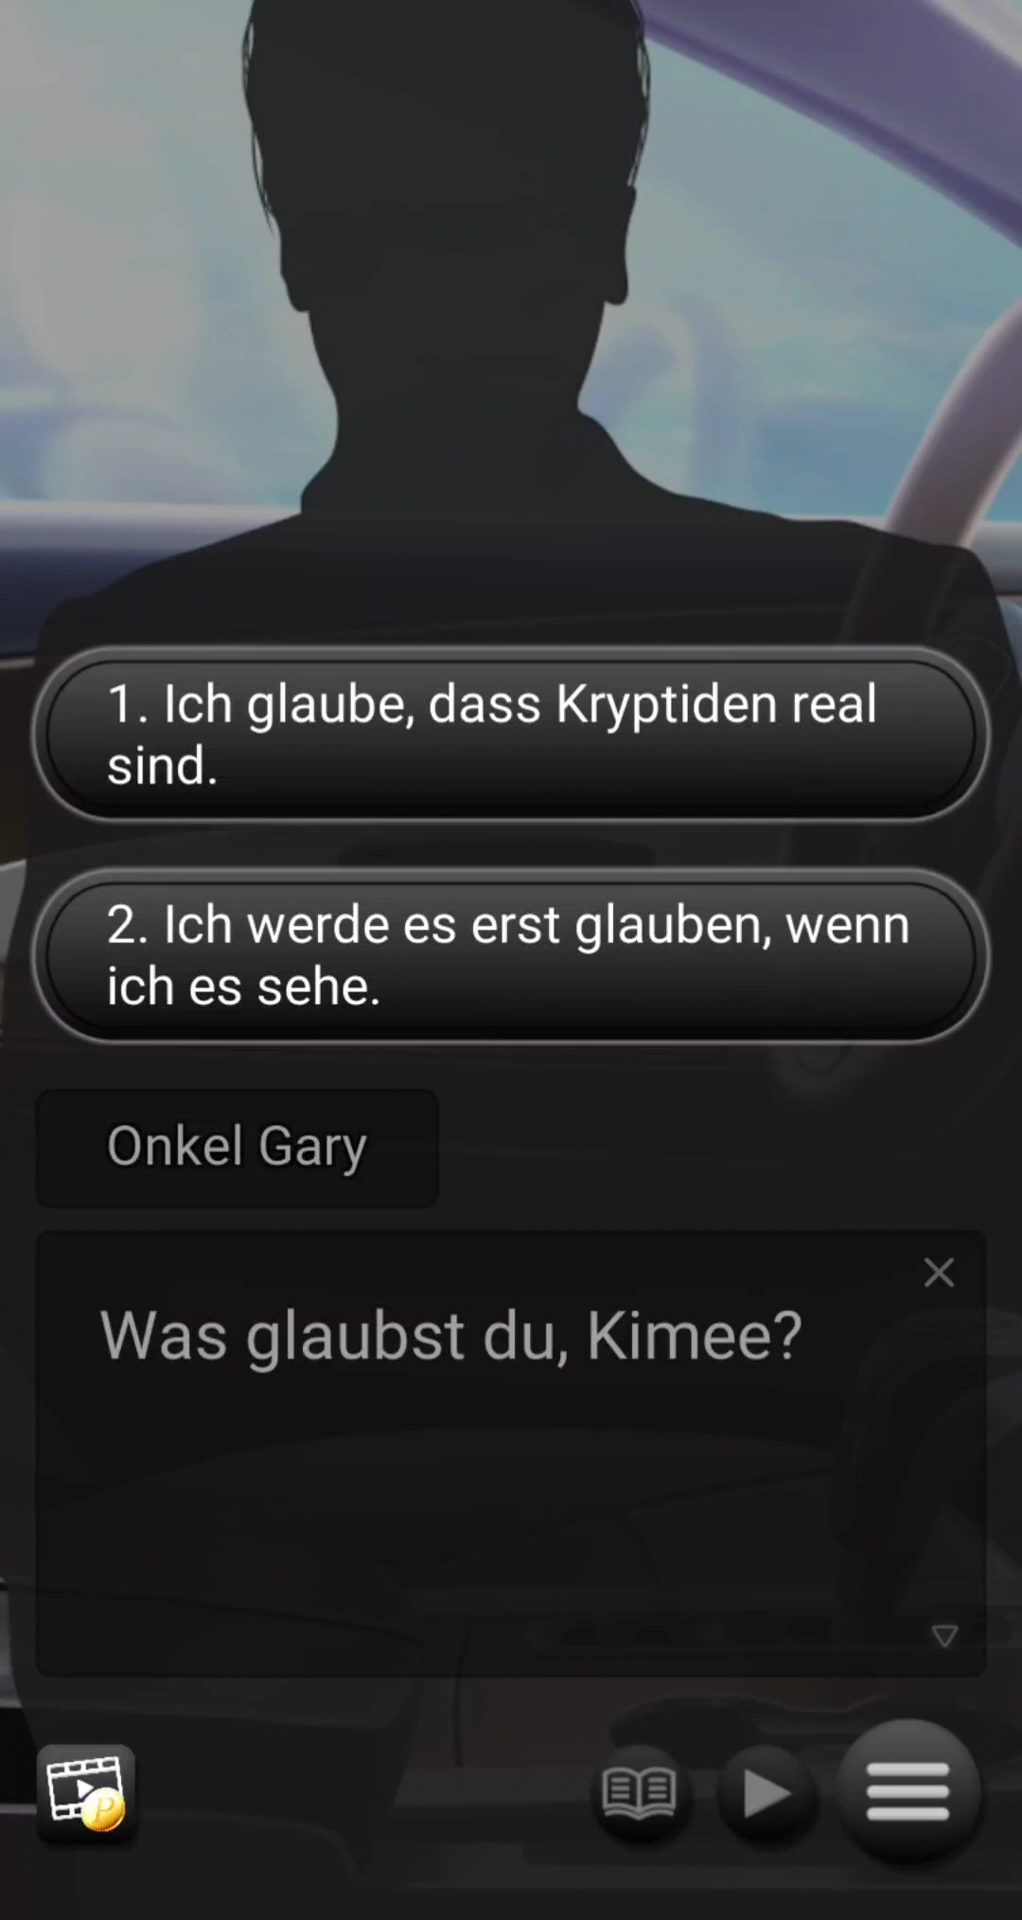 1. Ich glaube, dass Kryptiden real
sind.
2. Ich werde es erst glauben, wenn
ich es sehe.
Onkel Gary
Was glaubst du, Kimee?
P